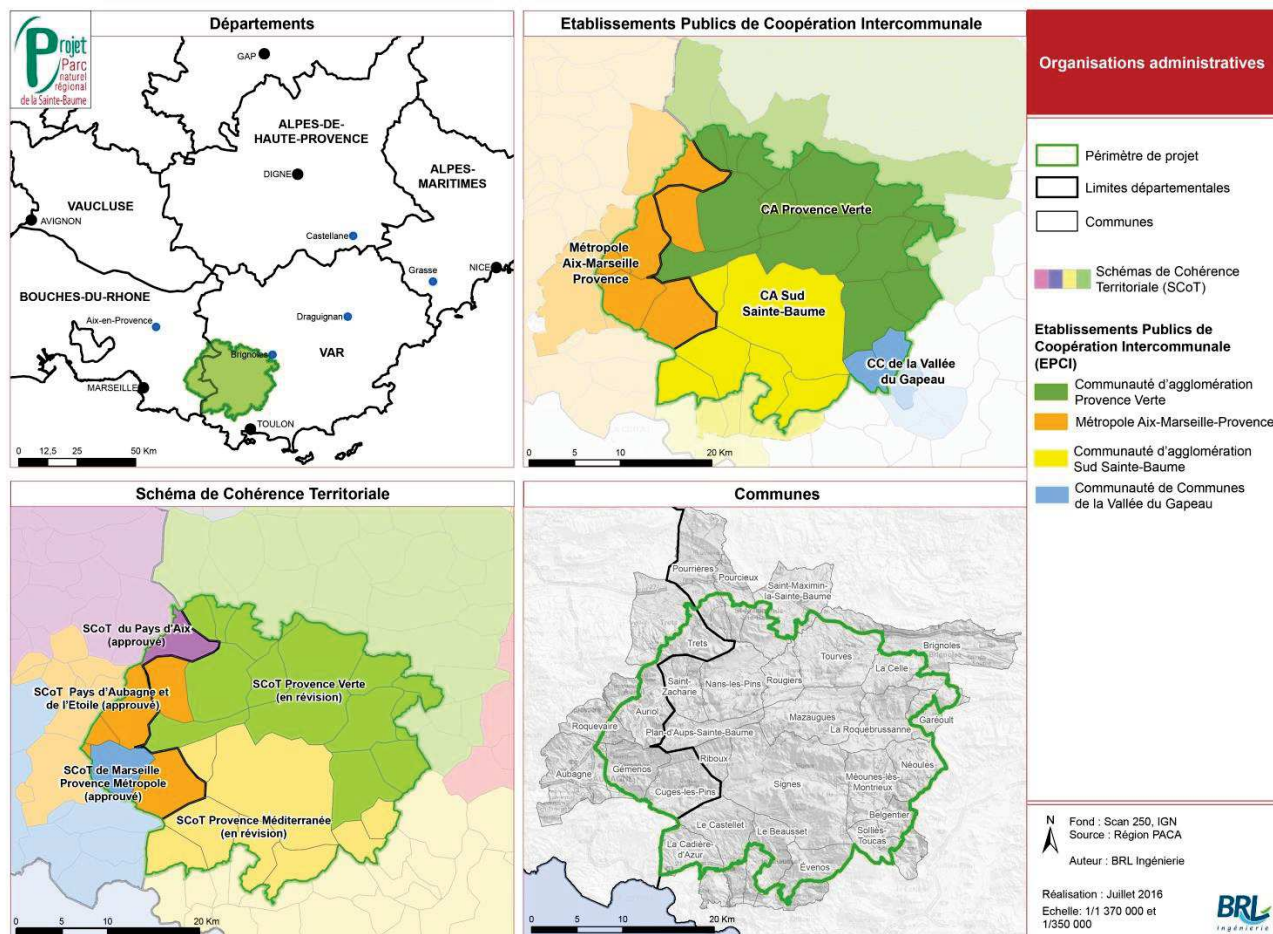 Départements
Projet
Parc
naturel
régional
de la Sainte-Baume
GAP
ALPES-DE-
HAUTE-PROVENCE
DIGNE
ALPES-
MARITIMES
VAUCLUSE
AVIGNON
Castellane
Grasse
NICE
BOUCHES-DU-RHONE
Aix-en-Provence
Draguignan
VAR
Brignoles
MARSEILLE
TOULON
0 12,5 25 50 Km
Etablissements Publics de Coopération Intercommunale
CA Provence Verte
Métropole
Aix-Marseille
Provence
CA Sud
Sainte-Baume
CC de la Vallée
du Gapeau
0 5 10 20 Km
Organisations administratives
Périmètre de projet
Limites départementales
Communes
Schémas de Cohérence
Territoriale (SCoT)
Etablissements Publics de
Coopération Intercommunale
(EPCI)
Communauté d'agglomération
Provence Verte
Métropole Aix-Marseille-Provence
Communauté d'agglomération
Sud Sainte-Baume
Communauté de Communes
de la Vallée du Gapeau
Schéma de Cohérence Territoriale
SCoT du Pays d'Aix
(approuvé)
SCoT Pays d'Aubagne et
de l'Etoile (approuvé)
SCoT Provence Verte
(en révision)
SCoT de Marseille
Provence Métropole
(approuvé)
SCoT Provence Méditerranée
(en révision)
0 5 10 20 Km
Communes
Pourrières
Pourcieux
Saint-Maximin-
la-Sainte-Baume
Trets
Brignoles
Tourves
La Celle
Saint-
Zacharie
Nans-les-Pins
Rougiers
Auriol
Mazaugues
Garéoult
Roquevaire
Plan-d'Aups-Sainte-Baume
La Roquebrussanne
Riboux
Néoules
Aubagne
Gémenos
Signes
Méounes-lès-
Montrieux
Cuges-les-Pins
Belgentier
Le Castellet
Le Beausset
Solliès-
Toucas
La Cadière-
d'Azur
Évenos
0 5 10 20 Km
N
Fond : Scan 250, IGN
Source : Région PACA
Auteur : BRL Ingénierie
Réalisation : Juillet 2016
Echelle: 1/1 370 000 et
1/350 000
BRL
Ingénierie